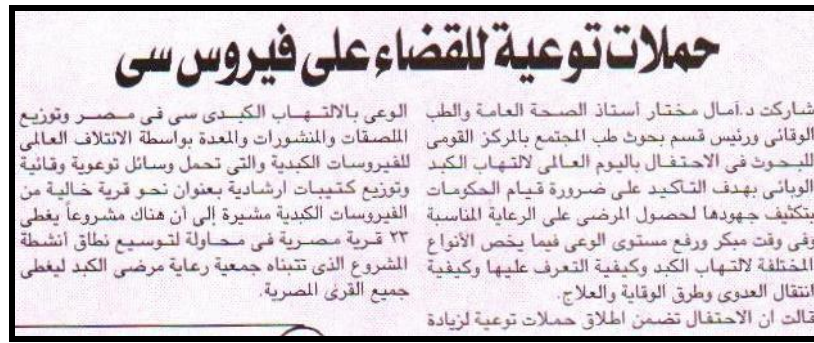 حملات توعية للقضاء على فيروس سى
شاركت د.آمال مختار أستاذ الصحة العامة والطب
الوقائى ورئيس قسم بحوث طب المجتمع بالمركز القومى
للبحوث فى الاحتفال باليوم العالمى لالتهاب الكبد
الوبائى بهدف التاكيد على ضرورة قيام الحكومات
بتكثيف جهودها لحصول المرضى على الرعاية المناسبة
وفى وقت مبكر ورفع مستوى الوعى فيما يخص الأنواع
المختلفة لالتهاب الكبد وكيفية التعرف عليها وكيفية
انتقال العدوى وطرق الوقاية والعلاج.
قالت ان الاحتفال تضمن اطلاق حملات توعية لزيادة
الوعى بالالتهاب الكبدى سى فى مصر وتوزيع
الملصقات والمنشورات والمعدة بواسطة الائتلاف العالمى
للفيروسات الكبدية والتى تحمل وسائل توعوية وقائية
وتوزيع كتيبات ارشادية بعنوان نحو قرية خالية من
الفيروسات الكبدية مشيرة إلى أن هناك مشروعاً يغطى
٢٣ قرية مصرية فى محاولة لتوسيع نطاق أنشطة
المشروع الذى تتبناه جمعية رعاية مرضى الكبد ليغطى
جميع القرى المصرية.